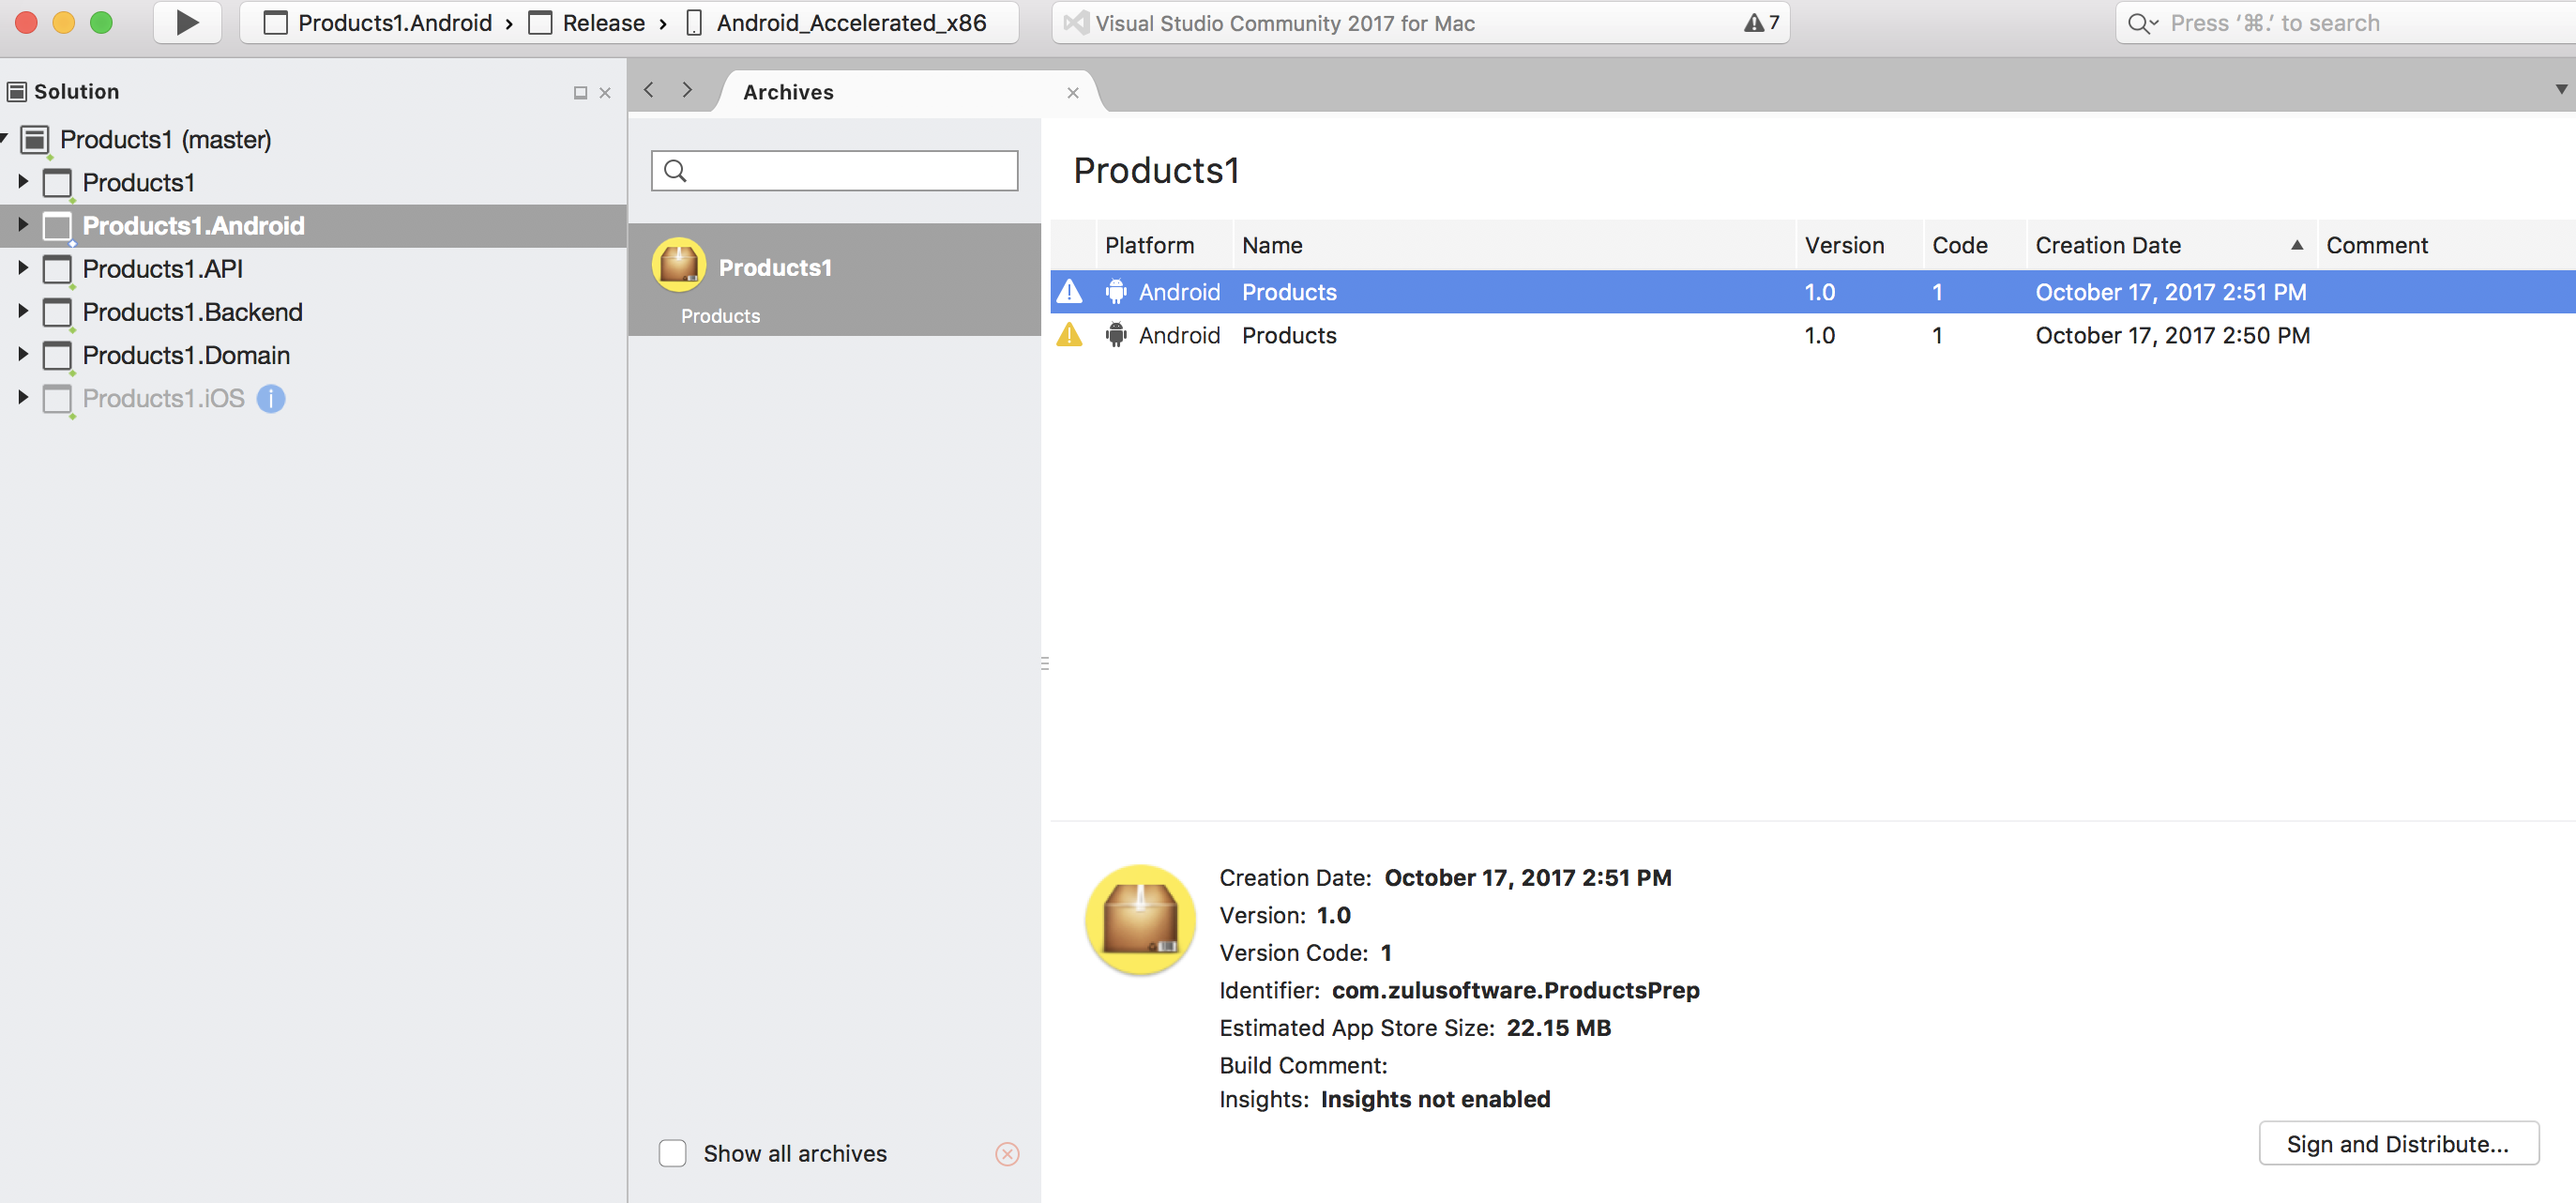 Products1.Android › Release › Android_Accelerated_x86
Visual Studio Community 2017 for Mac
7
Press ‘⌘.’ to search
Solution
Products1 (master)
Products1
Products1.Android
Products1.API
Products1.Backend
Products1.Domain
Products1.iOS i
Archives
Products1
Products
Show all archives
Products1
Platform Name Version Code Creation Date Comment
Android Products 1.0 1 October 17, 2017 2:51 PM
Android Products 1.0 1 October 17, 2017 2:50 PM
Creation Date: October 17, 2017 2:51 PM
Version: 1.0
Version Code: 1
Identifier: com.zulusoftware.ProductsPrep
Estimated App Store Size: 22.15 MB
Build Comment:
Insights: Insights not enabled
Sign and Distribute...